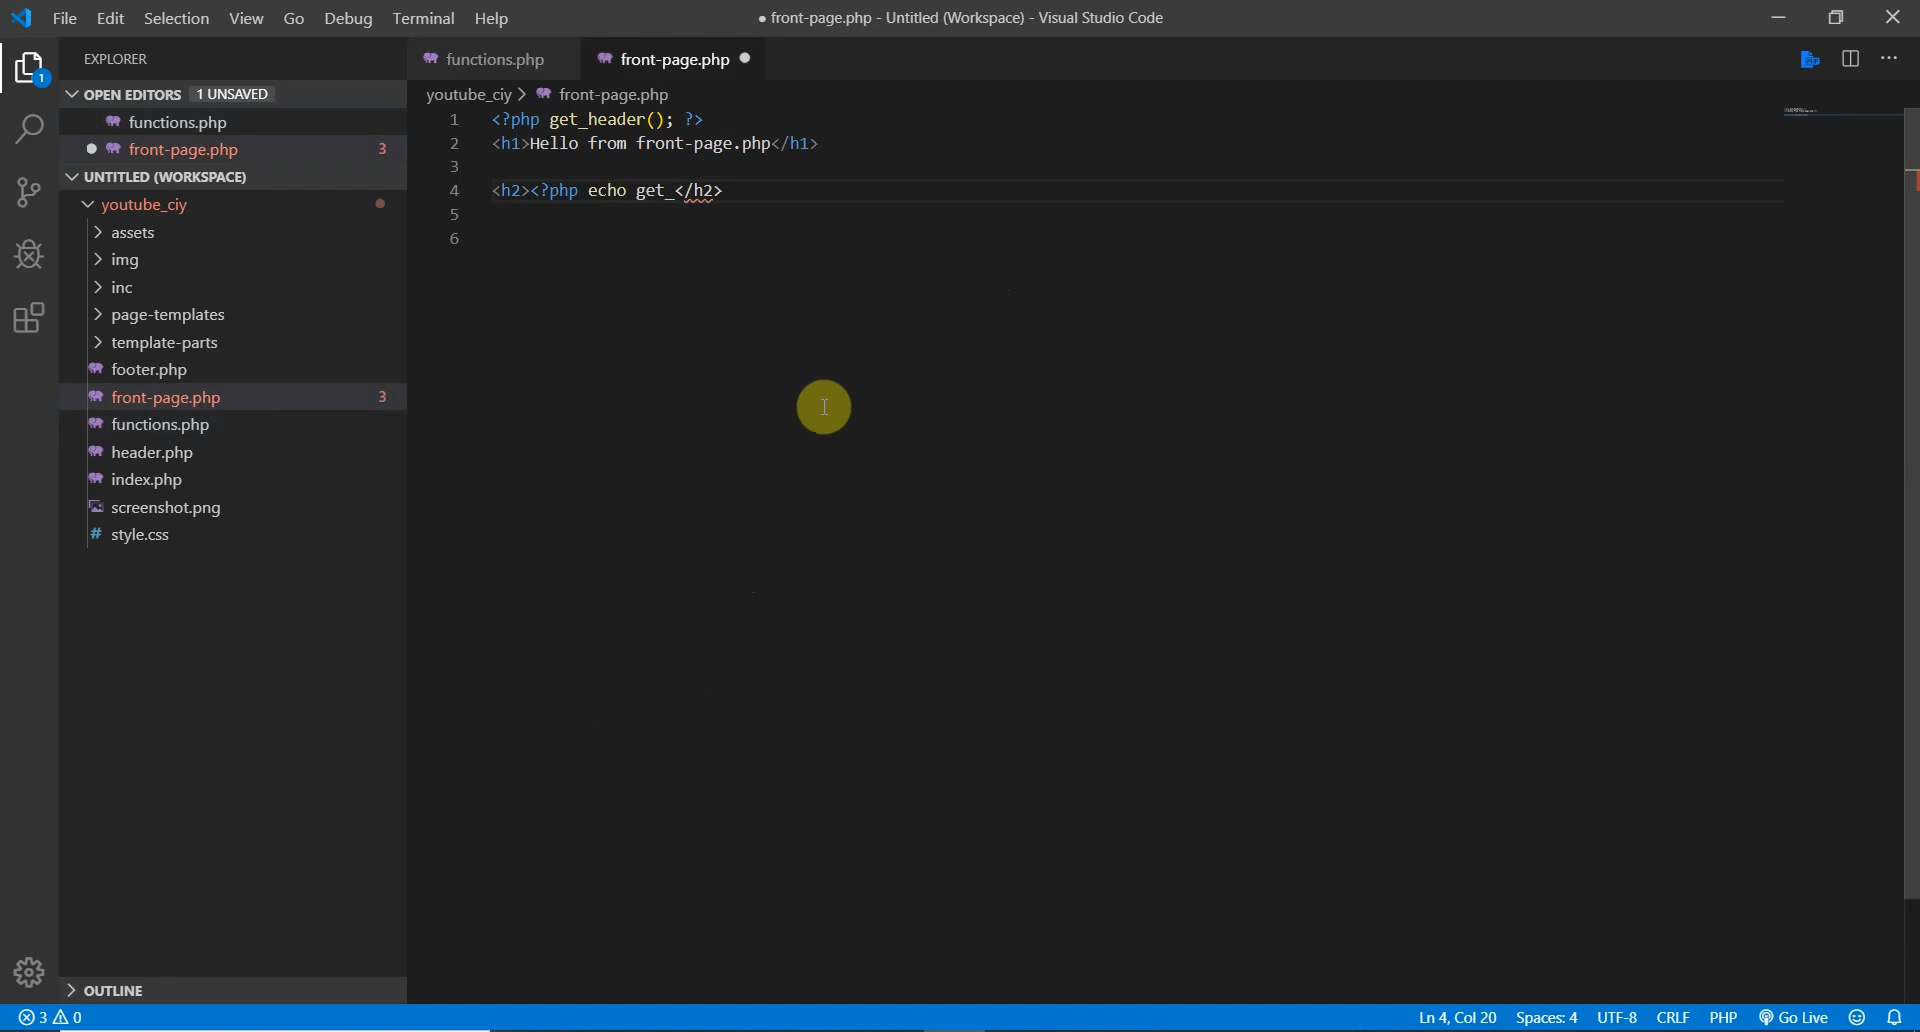 File Edit Selection View Go Debug Terminal Help
● front-page.php - Untitled (Workspace) - Visual Studio Code
EXPLORER
functions.php
front-page.php
1
OPEN EDITORS 1 UNSAVED
functions.php
front-page.php 3
UNTITLED (WORKSPACE)
youtube_ciy
assets
img
inc
page-templates
template-parts
footer.php
front-page.php 3
functions.php
header.php
index.php
screenshot.png
# style.css
OUTLINE
youtube_ciy > front-page.php
1 <?php get_header(); ?>
2 <h1>Hello from front-page.php</h1>
3
4 <h2><?php echo get_</h2>
5
6
3 0
Ln 4, Col 20 Spaces: 4 UTF-8 CRLF PHP Go Live